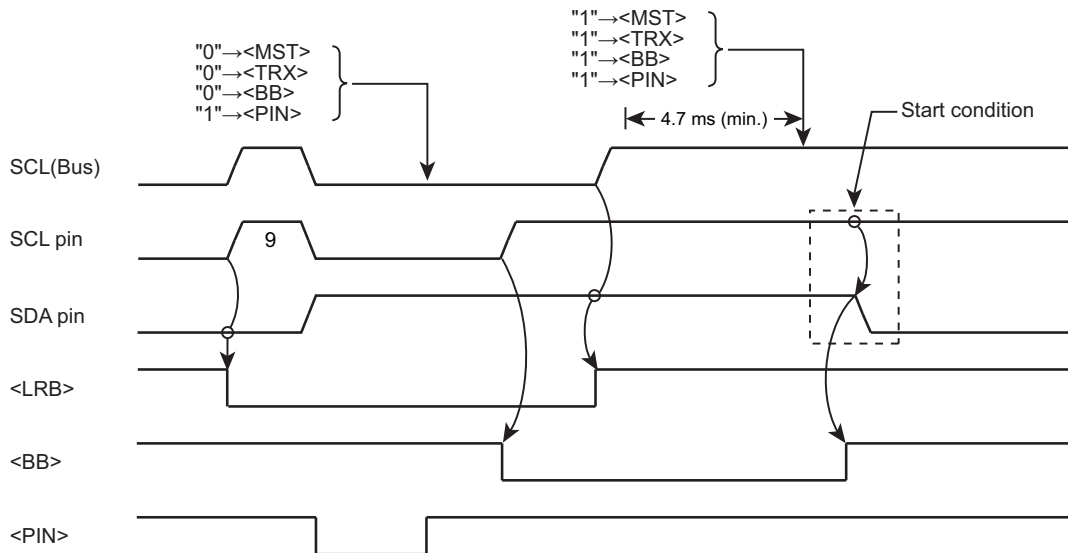 "0"→<MST>
"0"→<TRX>
"0"→<BB>
"1"→<PIN>
"1"→<MST>
"1"→<TRX>
"1"→<BB>
"1"→<PIN>
4.7 ms (min.)
Start condition
SCL(Bus)
SCL pin
9
SDA pin
<LRB>
<BB>
<PIN>